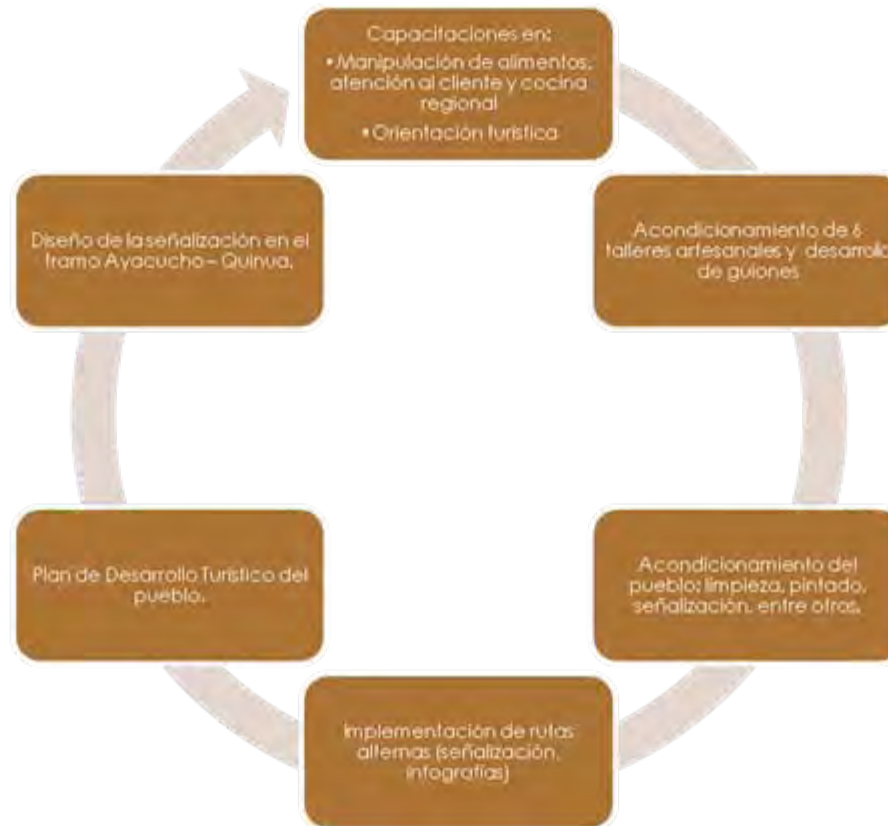 Capacitaciones en:
• Manipulación de alimentos,
atención al cliente y cocina
regional
• Orientación turística
Acondicionamiento de 6
talleres artesanales y desarrollo
de guiones
Acondicionamiento del
pueblo: limpieza, pintado,
señalización, entre otros.
Implementación de rutas
alternas (señalización,
infografías)
Plan de Desarrollo Turístico del
pueblo.
Diseño de la señalización en el
tramo Ayacucho – Quinua.